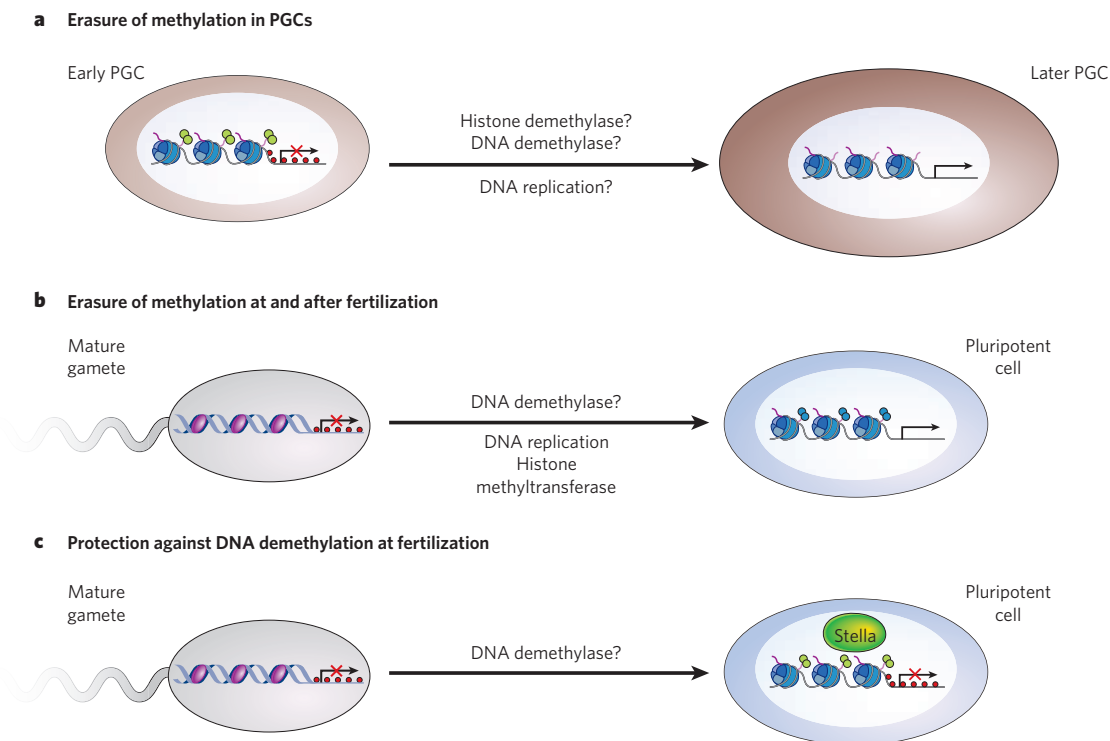 a Erasure of methylation in PGCs
Early PGC
Histone demethylase?
DNA demethylase?
DNA replication?
Later PGC
b Erasure of methylation at and after fertilization
Mature
gamete
DNA demethylase?
DNA replication
Histone
methyltransferase
Pluripotent
cell
c Protection against DNA demethylation at fertilization
Mature
gamete
DNA demethylase?
Pluripotent
cell
Stella